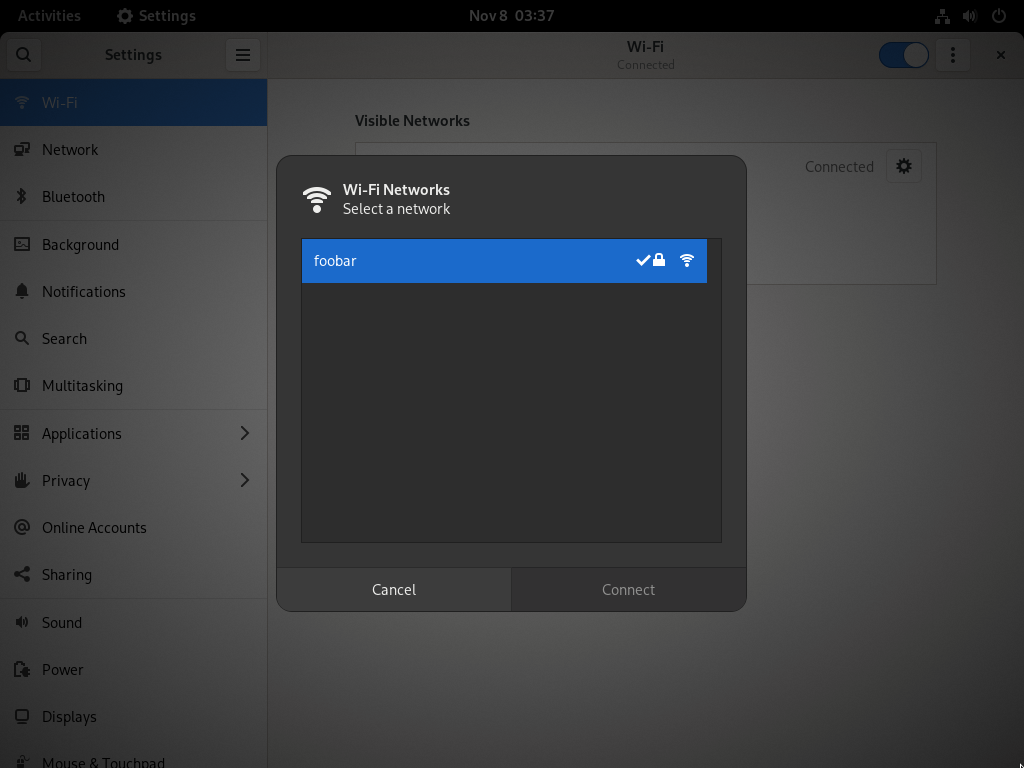 Activities
Settings
Nov 8 03:37
Settings
Wi-Fi
Connected
Wi-Fi
Network
Bluetooth
Background
Notifications
Search
Multitasking
Applications
Privacy
Online Accounts
Sharing
Sound
Power
Displays
Mouse & Touchpad
Visible Networks
Connected
Wi-Fi Networks
Select a network
foobar
Cancel
Connect